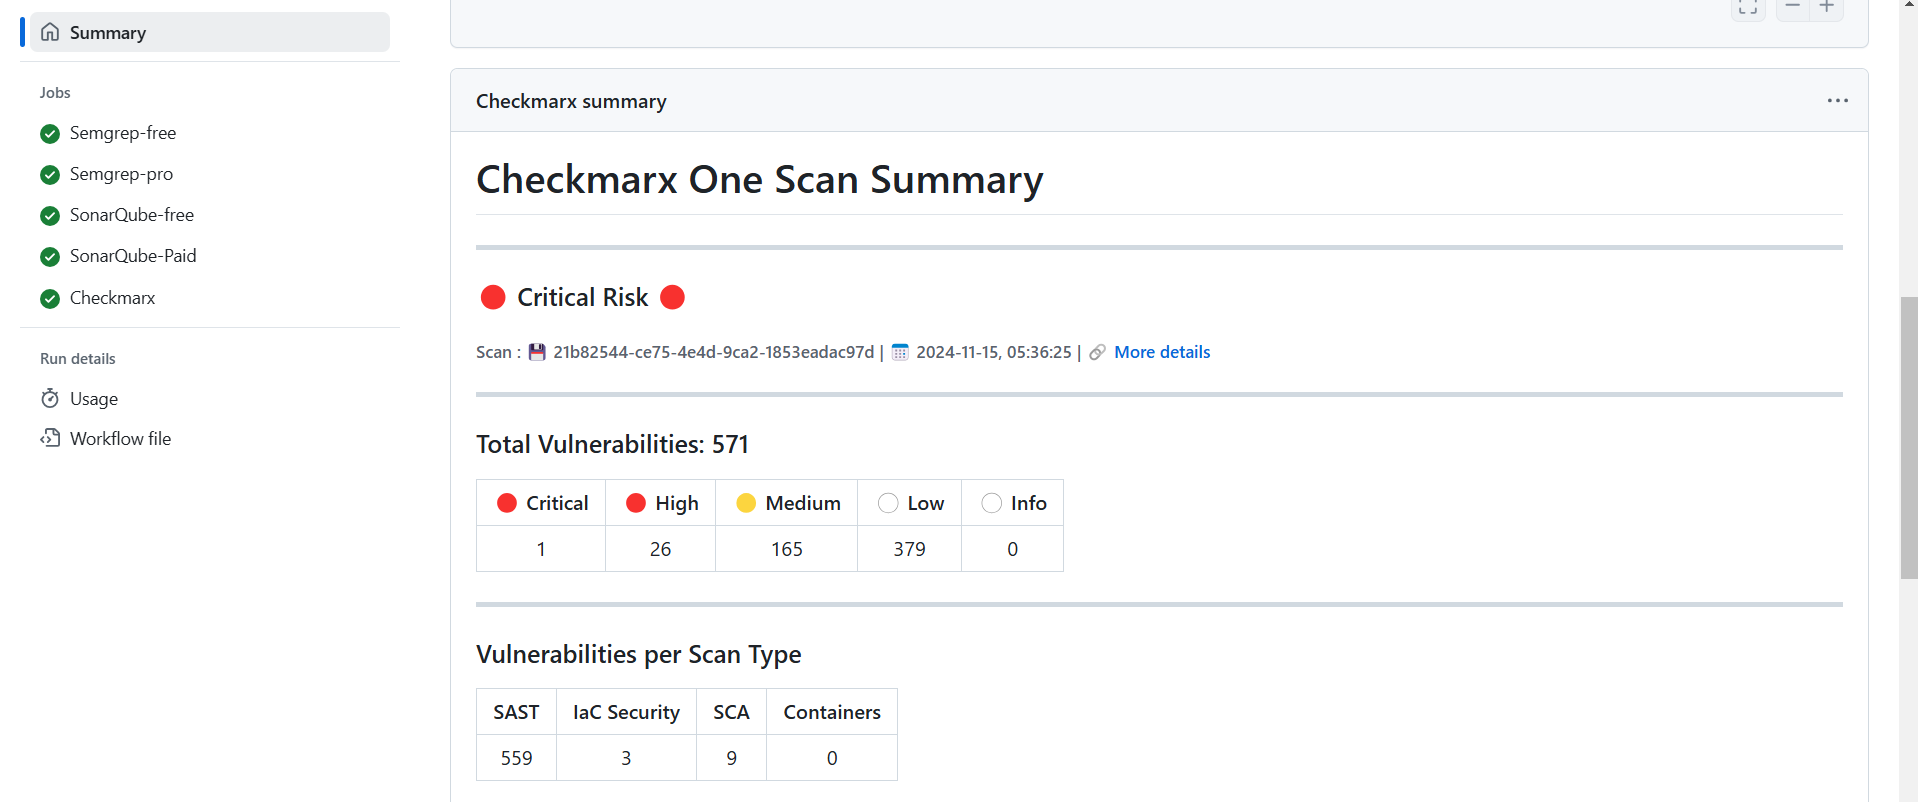 Summary
Jobs
Semgrep-free
Semgrep-pro
SonarQube-free
SonarQube-Paid
Checkmarx
Run details
Usage
Workflow file
Checkmarx summary
Checkmarx One Scan Summary
Critical Risk
Scan : 21b82544-ce75-4e4d-9ca2-1853eadac97d | 2024-11-15, 05:36:25 | More details
Total Vulnerabilities: 571
Critical High Medium Low Info
1 26 165 379 0
Vulnerabilities per Scan Type
SAST IaC Security SCA Containers
559 3 9 0